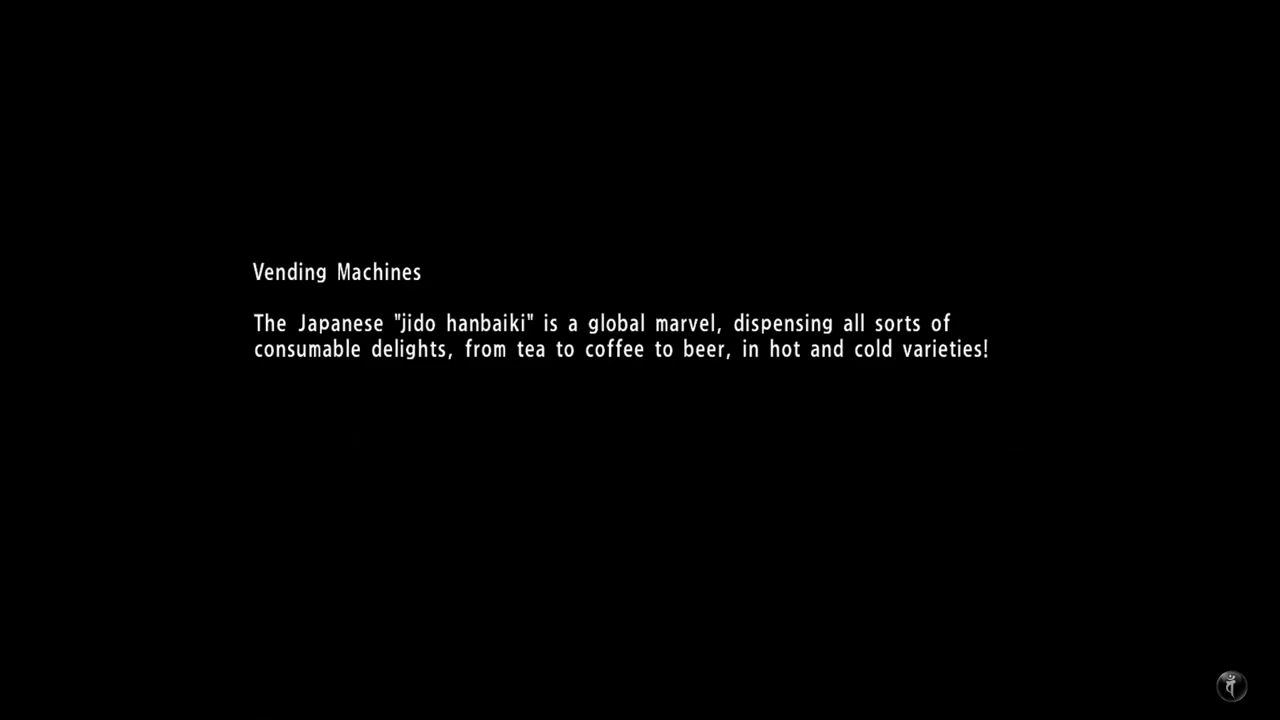 Vending Machines
The Japanese "jido hanbaiki" is a global marvel, dispensing all sorts of
consumable delights, from tea to coffee to beer, in hot and cold varieties!